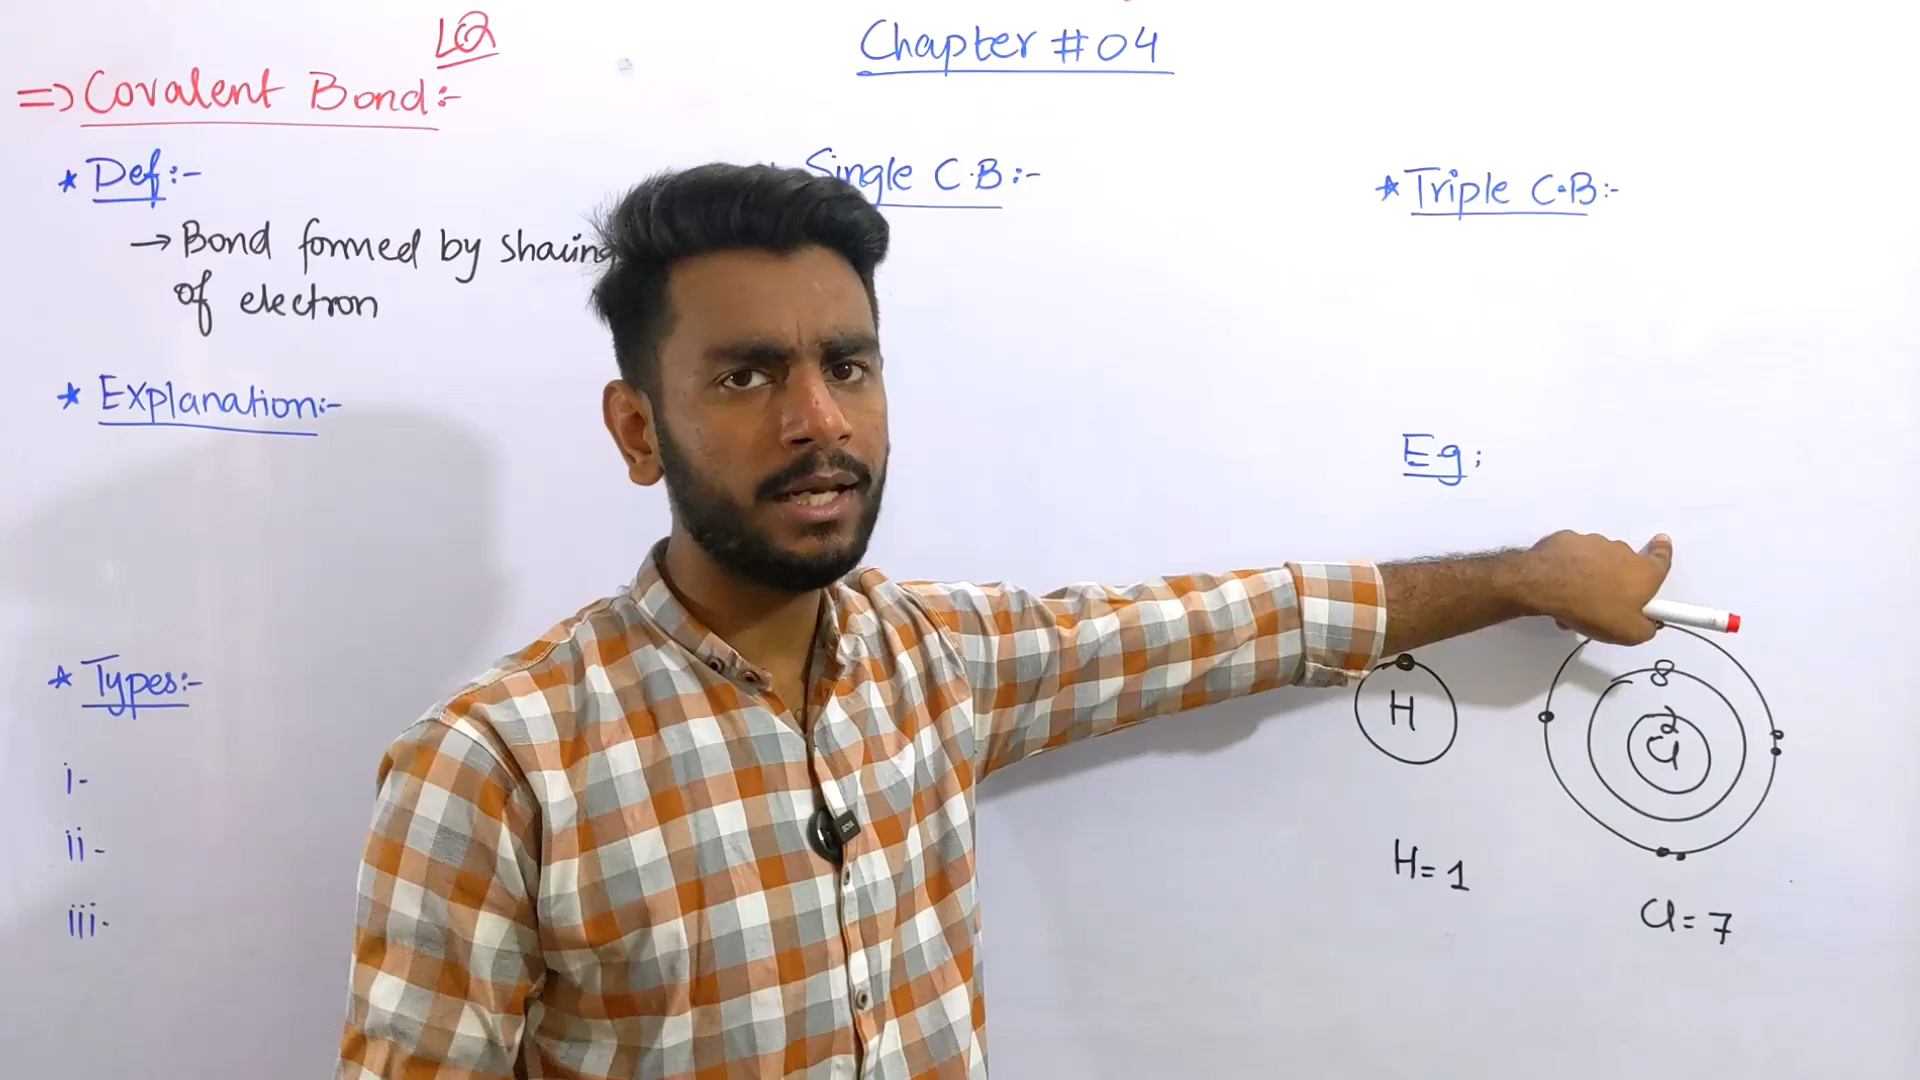 LQ
Chapter # 04
=> Covalent Bond:-
* Def:-
→ Bond formed by sharing
of electron
* Explanation:-
* Types:-
i-
ii-
iii-
Single C.B:-
* Triple C.B:-
Eg:
H
8
2
Cl
H=1
Cl=7
BOYA